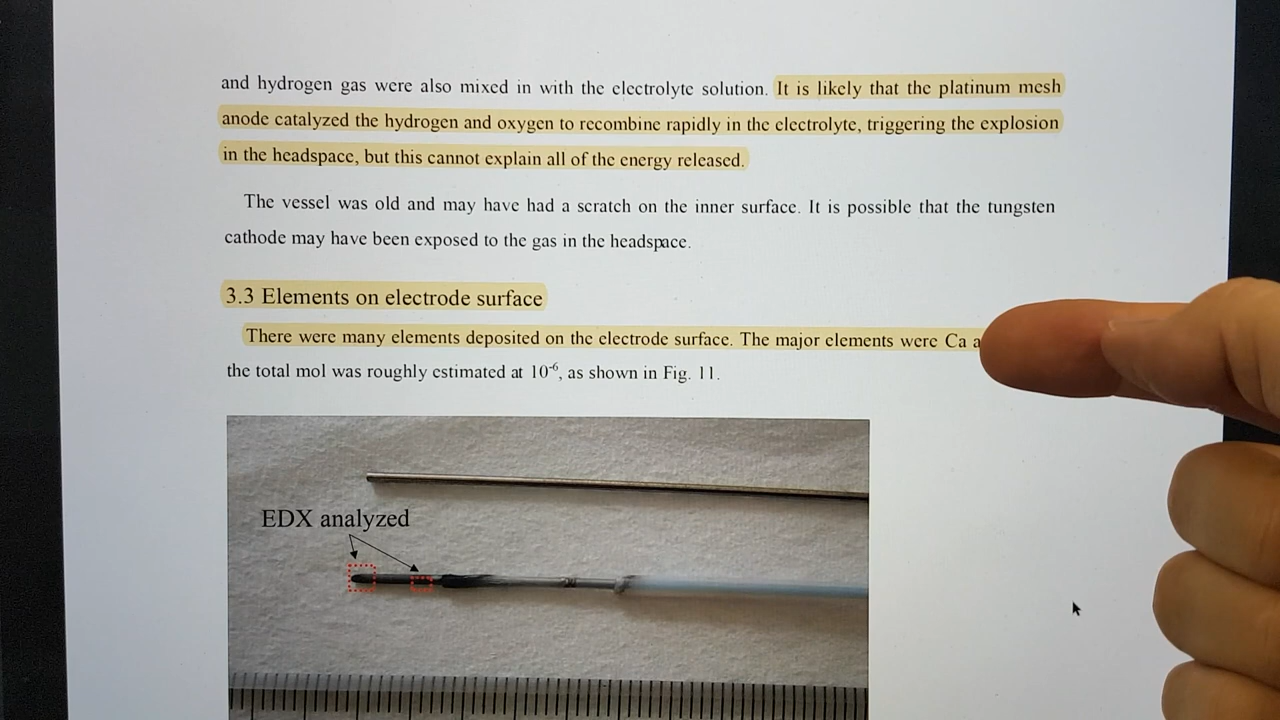 and hydrogen gas were also mixed in with the electrolyte solution. It is likely that the platinum mesh
anode catalyzed the hydrogen and oxygen to recombine rapidly in the electrolyte, triggering the explosion
in the headspace, but this cannot explain all of the energy released.
The vessel was old and may have had a scratch on the inner surface. It is possible that the tungsten
cathode may have been exposed to the gas in the headspace.
3.3 Elements on electrode surface
There were many elements deposited on the electrode surface. The major elements were Ca
the total mol was roughly estimated at 10⁻⁶, as shown in Fig. 11.
EDX analyzed